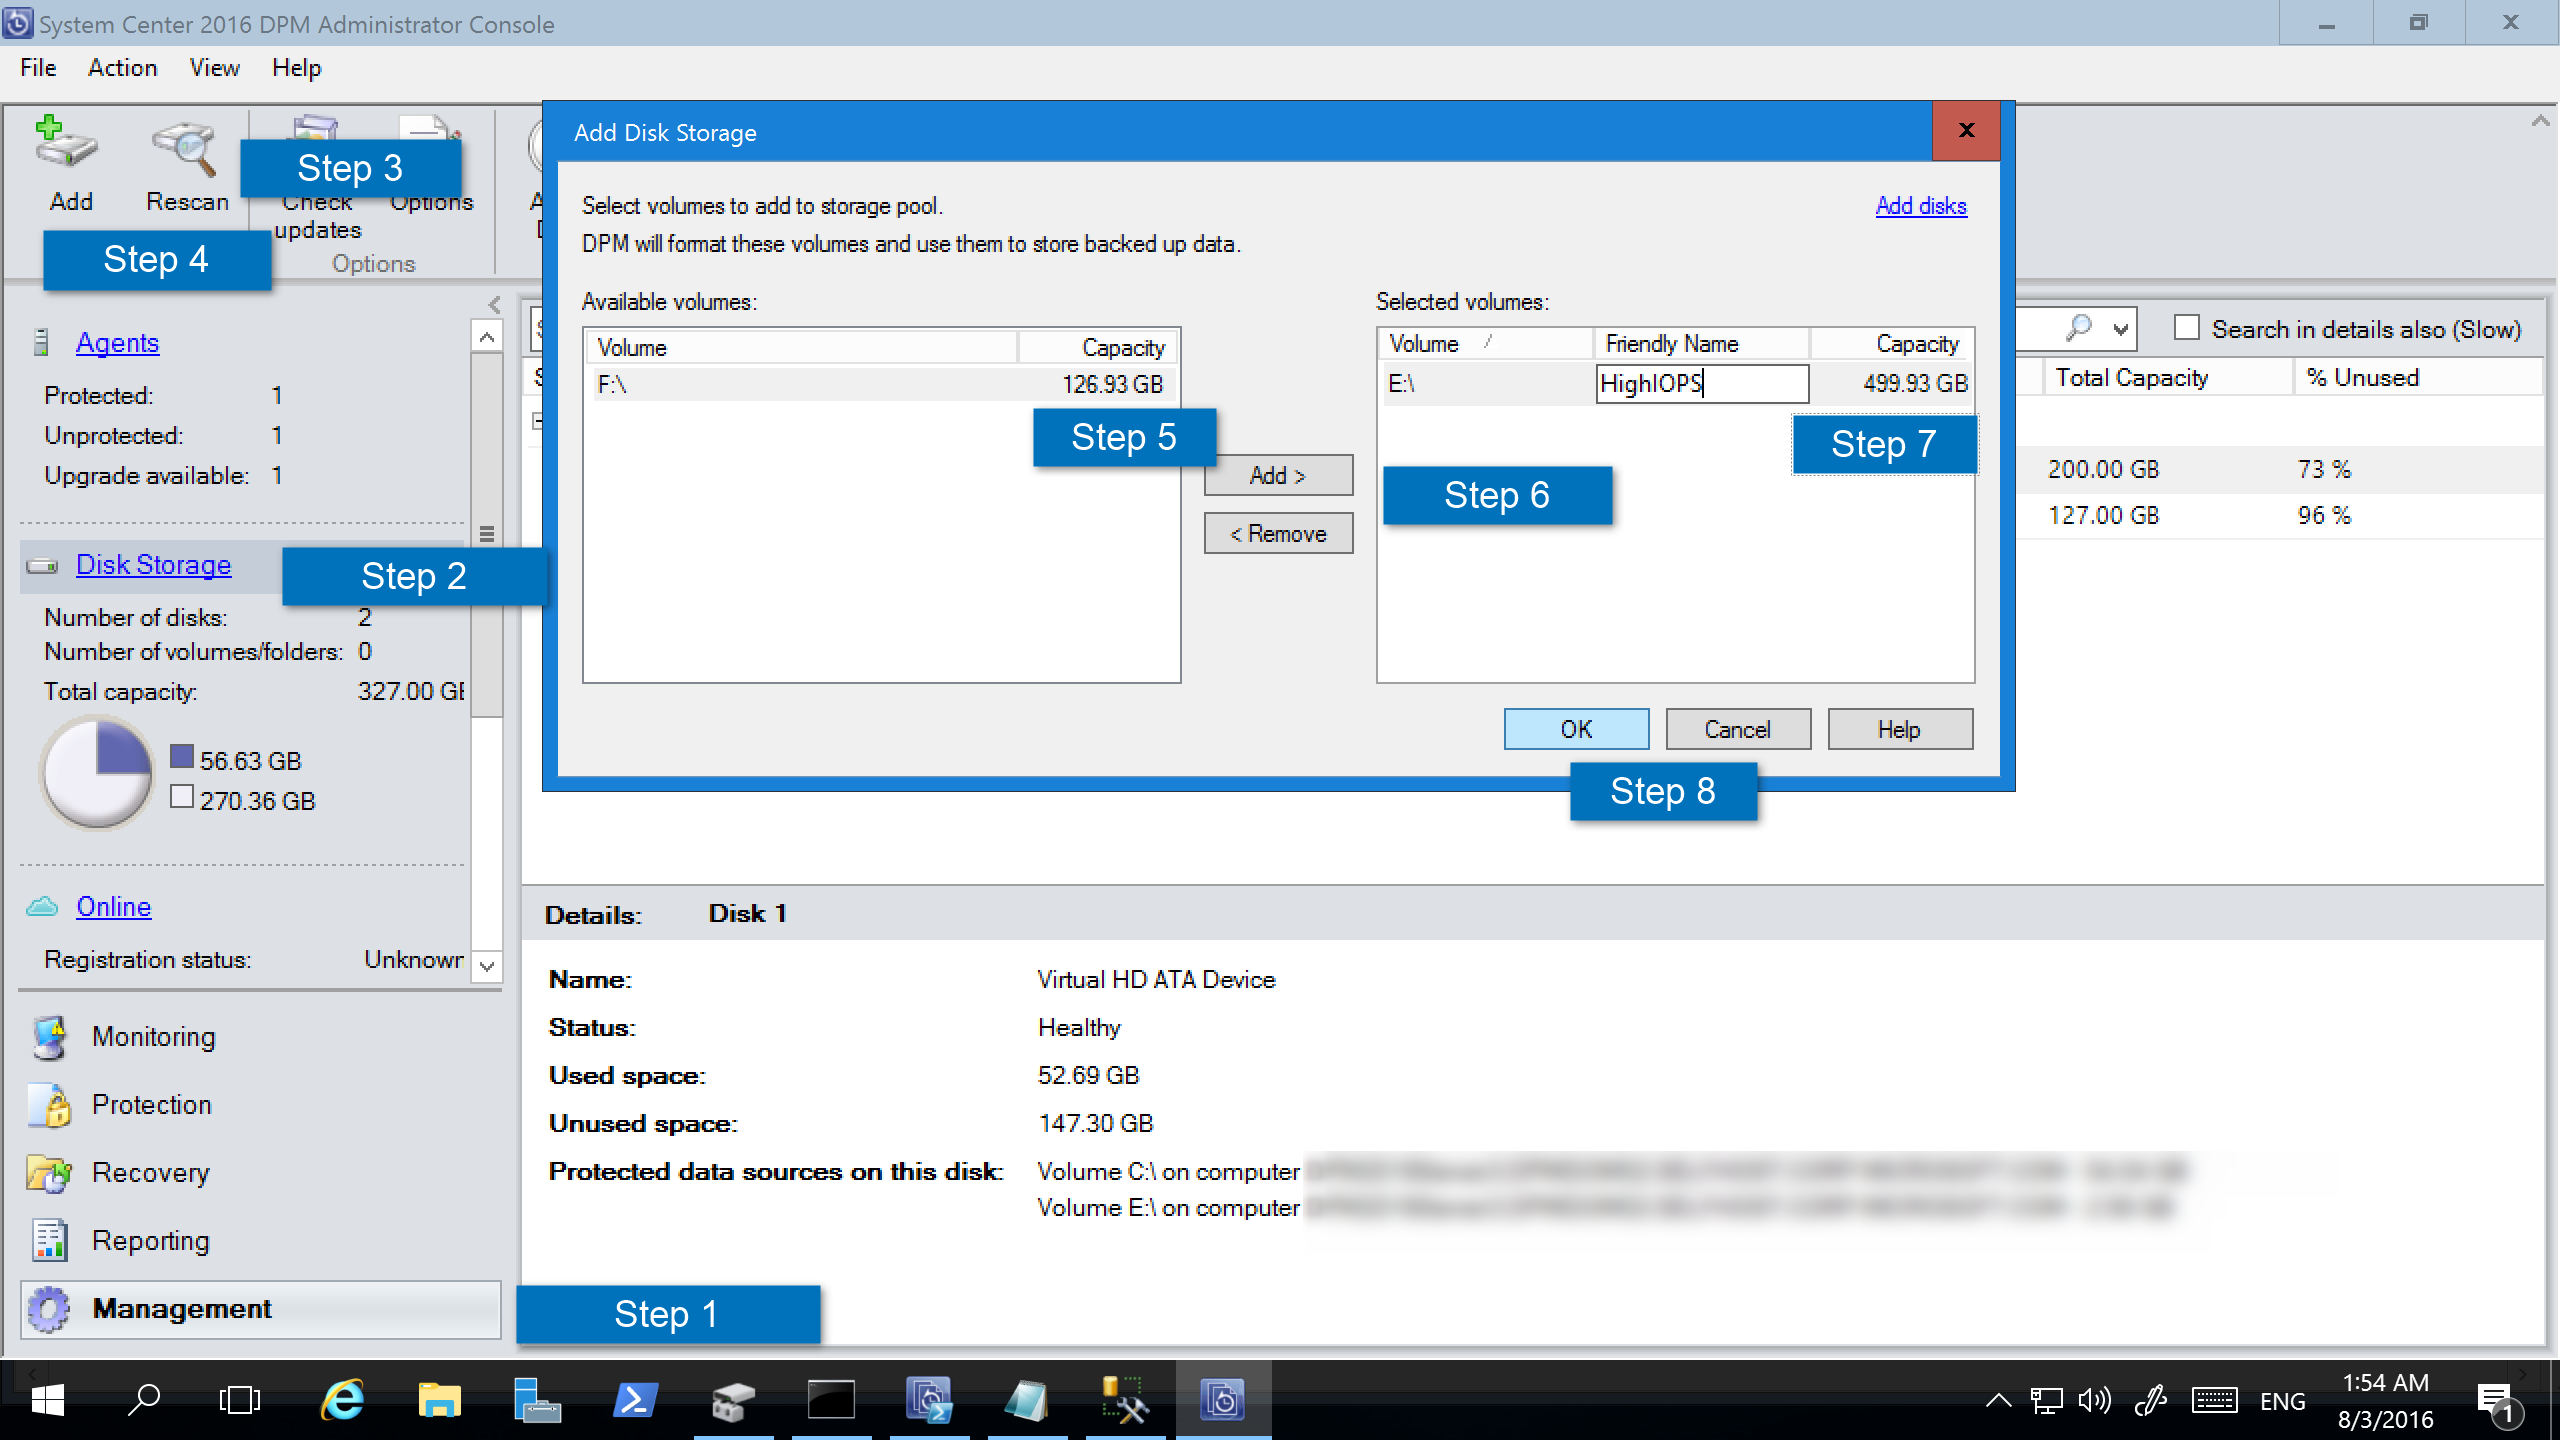 System Center 2016 DPM Administrator Console
File Action View Help
Add Rescan Check updates Options
Step 3
Step 4
Options
Agents
Protected: 1
Unprotected: 1
Upgrade available: 1
Disk Storage
Step 2
Number of disks: 2
Number of volumes/folders: 0
Total capacity: 327.00 GB
56.63 GB
270.36 GB
Online
Registration status: Unknown
Monitoring
Protection
Recovery
Reporting
Management
Step 1
Add Disk Storage
x
Select volumes to add to storage pool.
Add disks
DPM will format these volumes and use them to store backed up data.
Available volumes:
Volume Capacity
F:\ 126.93 GB
Step 5
Add >
< Remove
Selected volumes:
Volume Friendly Name Capacity
E:\ HighIOPS 499.93 GB
Step 7
Step 6
OK Cancel Help
Step 8
Search in details also (Slow)
Total Capacity % Unused
200.00 GB 73 %
127.00 GB 96 %
Details: Disk 1
Name: Virtual HD ATA Device
Status: Healthy
Used space: 52.69 GB
Unused space: 147.30 GB
Protected data sources on this disk: Volume C:\ on computer
Volume E:\ on computer
ENG
1:54 AM
8/3/2016
1